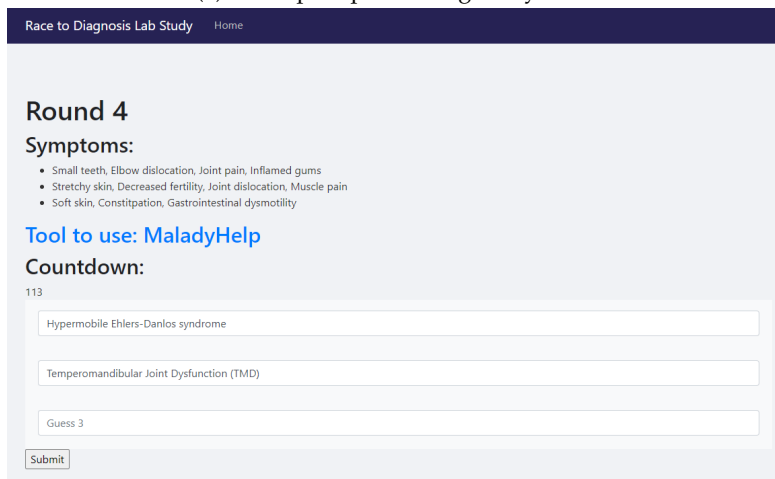 Race to Diagnosis Lab Study Home
Round 4
Symptoms:
Small teeth, Elbow dislocation, Joint pain, Inflamed gums
Stretchy skin, Decreased fertility, Joint dislocation, Muscle pain
Soft skin, Constitpation, Gastrointestinal dysmotility
Tool to use: MaladyHelp
Countdown:
113
Hypermobile Ehlers-Danlos syndrome
Temperomandibular Joint Dysfunction (TMD)
Guess 3
Submit